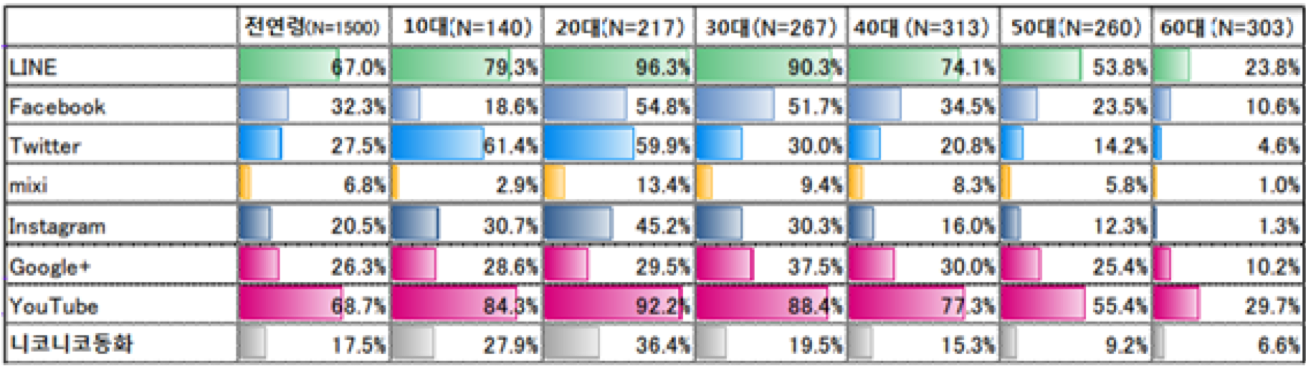 전연령(N=1500) 10대(N=140) 20대(N=217) 30대(N=267) 40대 (N=313) 50대(N=260) 60대 (N=303)
LINE 67.0% 79.3% 96.3% 90.3% 74.1% 53.8% 23.8%
Facebook 32.3% 18.6% 54.8% 51.7% 34.5% 23.5% 10.6%
Twitter 27.5% 61.4% 59.9% 30.0% 20.8% 14.2% 4.6%
mixi 6.8% 2.9% 13.4% 9.4% 8.3% 5.8% 1.0%
Instagram 20.5% 30.7% 45.2% 30.3% 16.0% 12.3% 1.3%
Google+ 26.3% 28.6% 29.5% 37.5% 30.0% 25.4% 10.2%
YouTube 68.7% 84.3% 92.2% 88.4% 77.3% 55.4% 29.7%
니코니코동화 17.5% 27.9% 36.4% 19.5% 15.3% 9.2% 6.6%